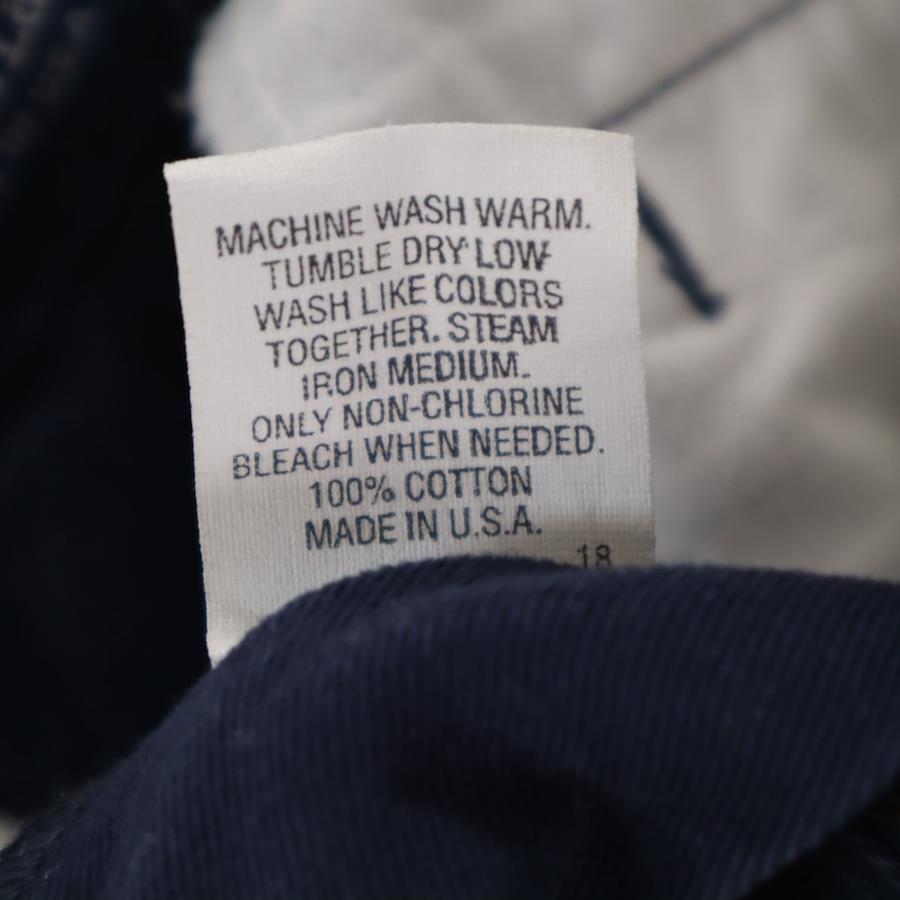 MACHINE WASH WARM.
TUMBLE DRY LOW
WASH LIKE COLORS
TOGETHER. STEAM
IRON MEDIUM.
ONLY NON-CHLORINE
BLEACH WHEN NEEDED.
100% COTTON
MADE IN U.S.A.
18